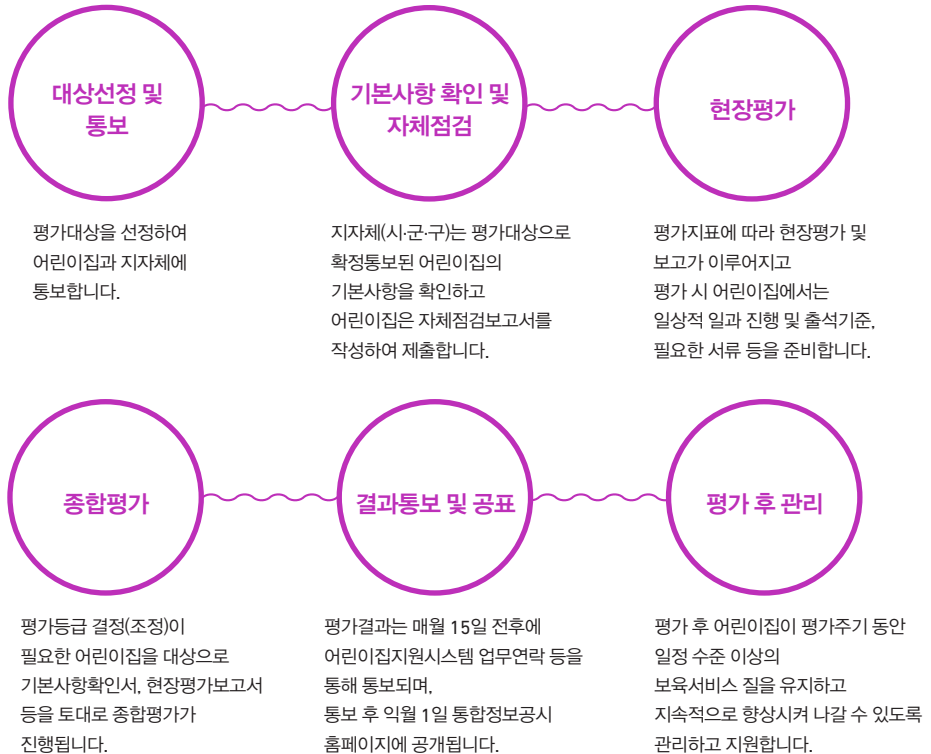 대상선정 및
통보
기본사항 확인 및
자체점검
현장평가
평가대상을 선정하여
어린이집과 지자체에
통보합니다.
지자체(시·군·구)는 평가대상으로
확정통보된 어린이집의
기본사항을 확인하고
어린이집은 자체점검보고서를
작성하여 제출합니다.
평가지표에 따라 현장평가 및
보고가 이루어지고
평가 시 어린이집에서는
일상적 일과 진행 및 출석기준,
필요한 서류 등을 준비합니다.
종합평가
결과통보 및 공표
평가 후 관리
평가등급 결정(조정)이
필요한 어린이집을 대상으로
기본사항확인서, 현장평가보고서
등을 토대로 종합평가가
진행됩니다.
평가결과는 매월 15일 전후에
어린이집지원시스템 업무연락 등을
통해 통보되며,
통보 후 익월 1일 통합정보공시
홈페이지에 공개됩니다.
평가 후 어린이집이 평가주기 동안
일정 수준 이상의
보육서비스 질을 유지하고
지속적으로 향상시켜 나갈 수 있도록
관리하고 지원합니다.